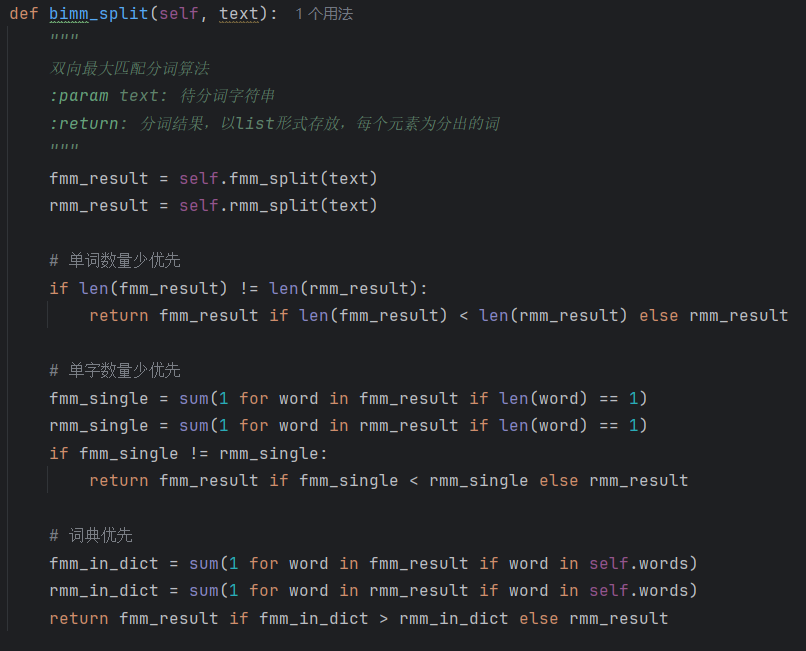 def bimm_split(self, text): 1 个用法
"""
双向最大匹配分词算法
:param text: 待分词字符串
:return: 分词结果，以list形式存放，每个元素为分出的词
"""
fmm_result = self.fmm_split(text)
rmm_result = self.rmm_split(text)
# 单词数量少优先
if len(fmm_result) != len(rmm_result):
return fmm_result if len(fmm_result) < len(rmm_result) else rmm_result
# 单字数量少优先
fmm_single = sum(1 for word in fmm_result if len(word) == 1)
rmm_single = sum(1 for word in rmm_result if len(word) == 1)
if fmm_single != rmm_single:
return fmm_result if fmm_single < rmm_single else rmm_result
# 词典优先
fmm_in_dict = sum(1 for word in fmm_result if word in self.words)
rmm_in_dict = sum(1 for word in rmm_result if word in self.words)
return fmm_result if fmm_in_dict > rmm_in_dict else rmm_result